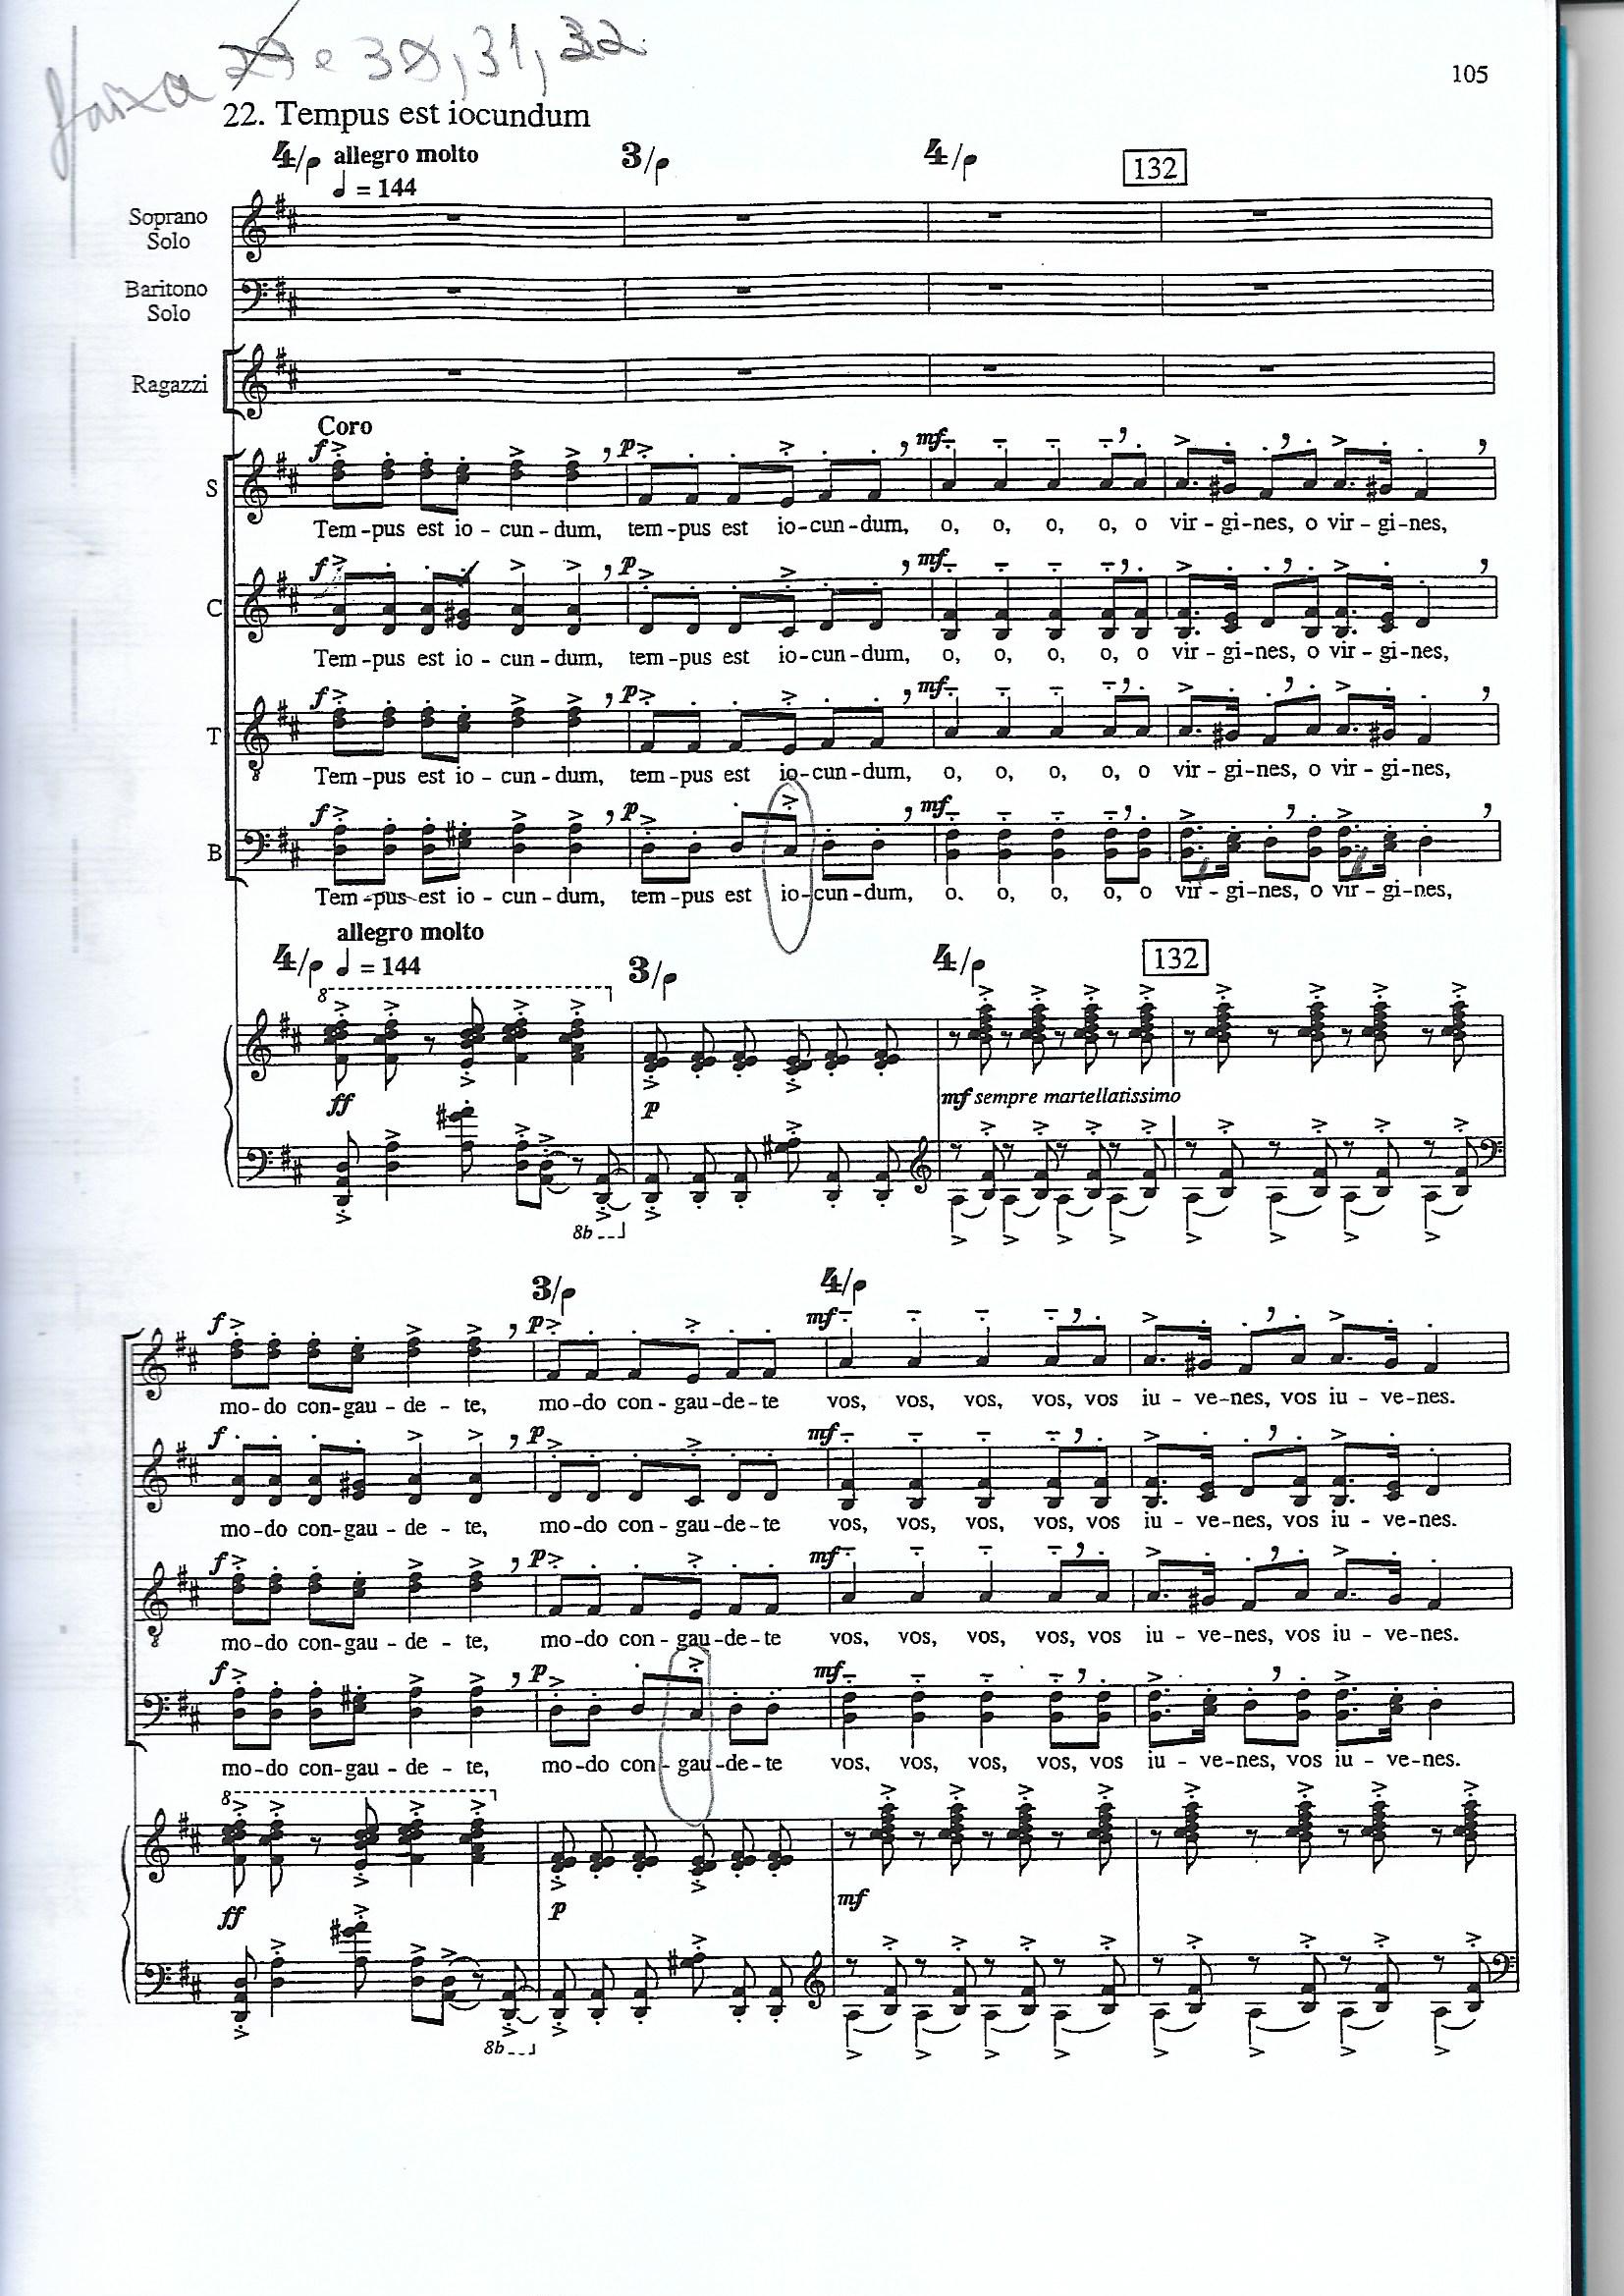 faixa 29 e 30, 31, 32
105
22. Tempus est iocundum
4/ allegro molto 3/ 4/ 132
= 144
Soprano
Solo
Baritono
Solo
Ragazzi
Coro
f p mf
S
Tem-pus est io-cun-dum, tem-pus est io-cun-dum, o, o, o, o, o vir-gi-nes, o vir-gi-nes,
f p mf
C
Tem-pus est io-cun-dum, tem-pus est io-cun-dum, o, o, o, o, o vir-gi-nes, o vir-gi-nes,
f p mf
T
8
Tem-pus est io-cun-dum, tem-pus est io-cun-dum, o, o, o, o, o vir-gi-nes, o vir-gi-nes,
f p mf
B
Tem-pus est io-cun-dum, tem-pus est io-cun-dum, o. o, o, o, o vir-gi-nes, o vir-gi-nes,
allegro molto
4/ = 144 3/ 4/ 132
8
ff p mf sempre martellatissimo
8b
3/ 4/
f p mf
mo-do con-gau-de-te, mo-do con-gau-de-te vos, vos, vos, vos, vos iu-ve-nes, vos iu-ve-nes.
f p mf
mo-do con-gau-de-te, mo-do con-gau-de-te vos, vos, vos, vos, vos iu-ve-nes, vos iu-ve-nes.
f p mf
8
mo-do con-gau-de-te, mo-do con-gau-de-te vos, vos, vos, vos, vos iu-ve-nes, vos iu-ve-nes.
f p mf
mo-do con-gau-de-te, mo-do con-gau-de-te vos. vos, vos, vos, vos iu-ve-nes, vos iu-ve-nes.
8
ff p mf
8b